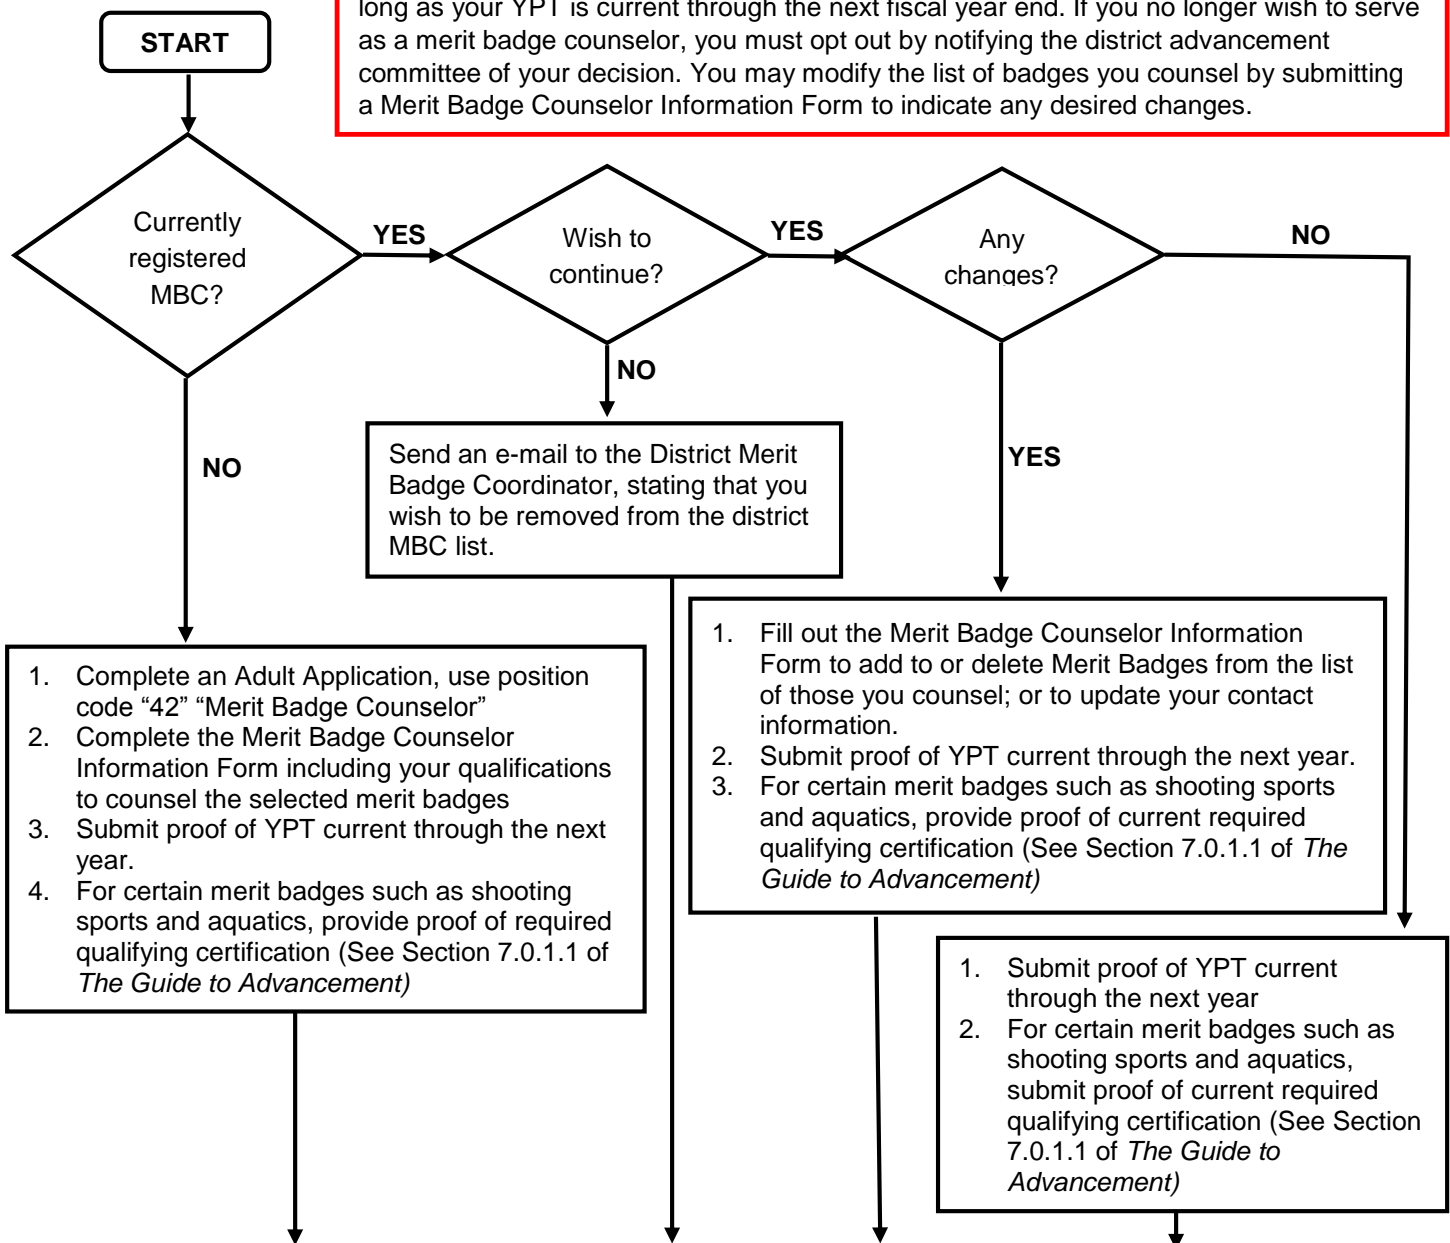 long as your YPT is current through the next fiscal year end. If you no longer wish to serve
as a merit badge counselor, you must opt out by notifying the district advancement
committee of your decision. You may modify the list of badges you counsel by submitting
a Merit Badge Counselor Information Form to indicate any desired changes.
START
Currently
registered
MBC?
YES
Wish to
continue?
YES
Any
changes?
NO
NO
Send an e-mail to the District Merit
Badge Coordinator, stating that you
wish to be removed from the district
MBC list.
NO
YES
1. Complete an Adult Application, use position
code “42” “Merit Badge Counselor”
2. Complete the Merit Badge Counselor
Information Form including your qualifications
to counsel the selected merit badges
3. Submit proof of YPT current through the next
year.
4. For certain merit badges such as shooting
sports and aquatics, provide proof of required
qualifying certification (See Section 7.0.1.1 of
The Guide to Advancement)
1. Fill out the Merit Badge Counselor Information
Form to add to or delete Merit Badges from the list
of those you counsel; or to update your contact
information.
2. Submit proof of YPT current through the next year.
3. For certain merit badges such as shooting sports
and aquatics, provide proof of current required
qualifying certification (See Section 7.0.1.1 of The
Guide to Advancement)
1. Submit proof of YPT current
through the next year
2. For certain merit badges such as
shooting sports and aquatics,
submit proof of current required
qualifying certification (See Section
7.0.1.1 of The Guide to
Advancement)